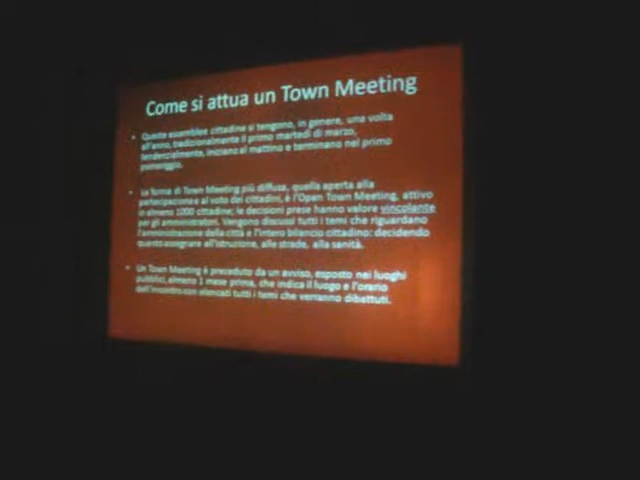 Come si attua un Town Meeting
• Queste assemblee cittadine si tengono, in genere, una volta
all'anno, tradizionalmente il primo martedì di marzo,
tendenzialmente, iniziano al mattino e terminano nel primo
pomeriggio.
• La forma di Town Meeting più diffusa, quella aperta alla
partecipazione e al voto dei cittadini, è l'Open Town Meeting, attivo
in almeno 1000 cittadine; le decisioni prese hanno valore vincolante
per gli amministratori. Vengono discussi tutti i temi che riguardano
l'amministrazione della città e l'intero bilancio cittadino: decidendo
quanto assegnare all'istruzione, alle strade, alla sanità.
• Un Town Meeting è preceduto da un avviso, esposto nei luoghi
pubblici, almeno 1 mese prima, che indica il luogo e l'orario
dell'incontro con elencati tutti i temi che verranno dibattuti.